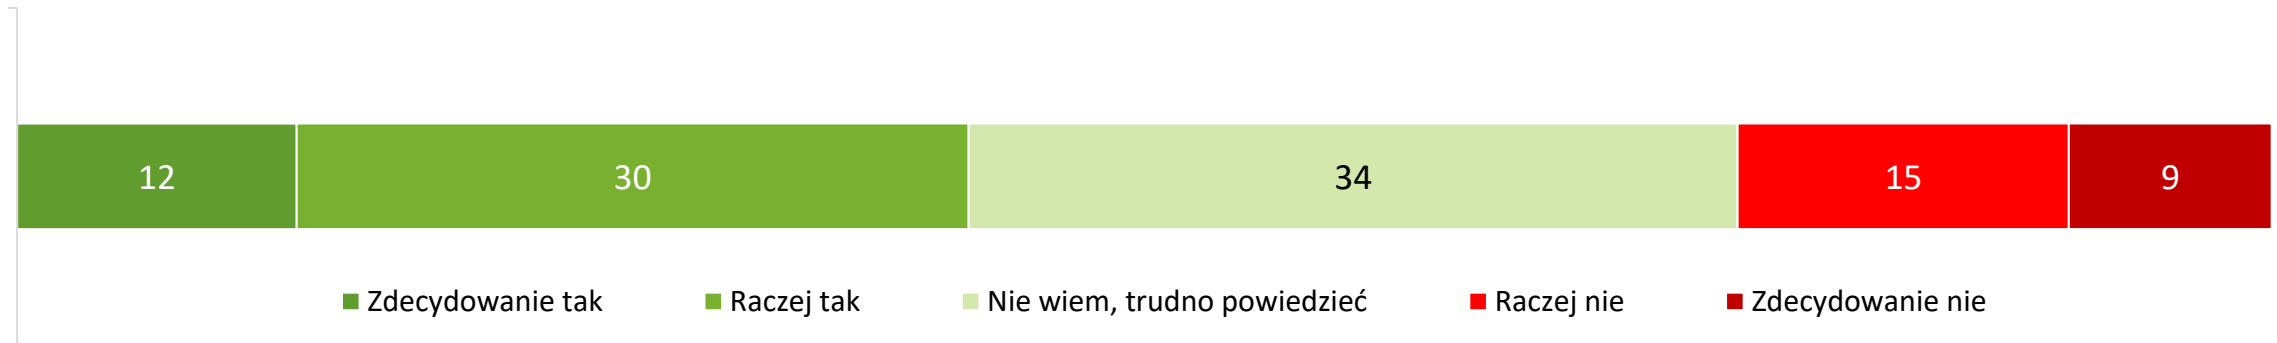 12 30 34 15 9
Zdecydowanie tak Raczej tak Nie wiem, trudno powiedzieć Raczej nie Zdecydowanie nie